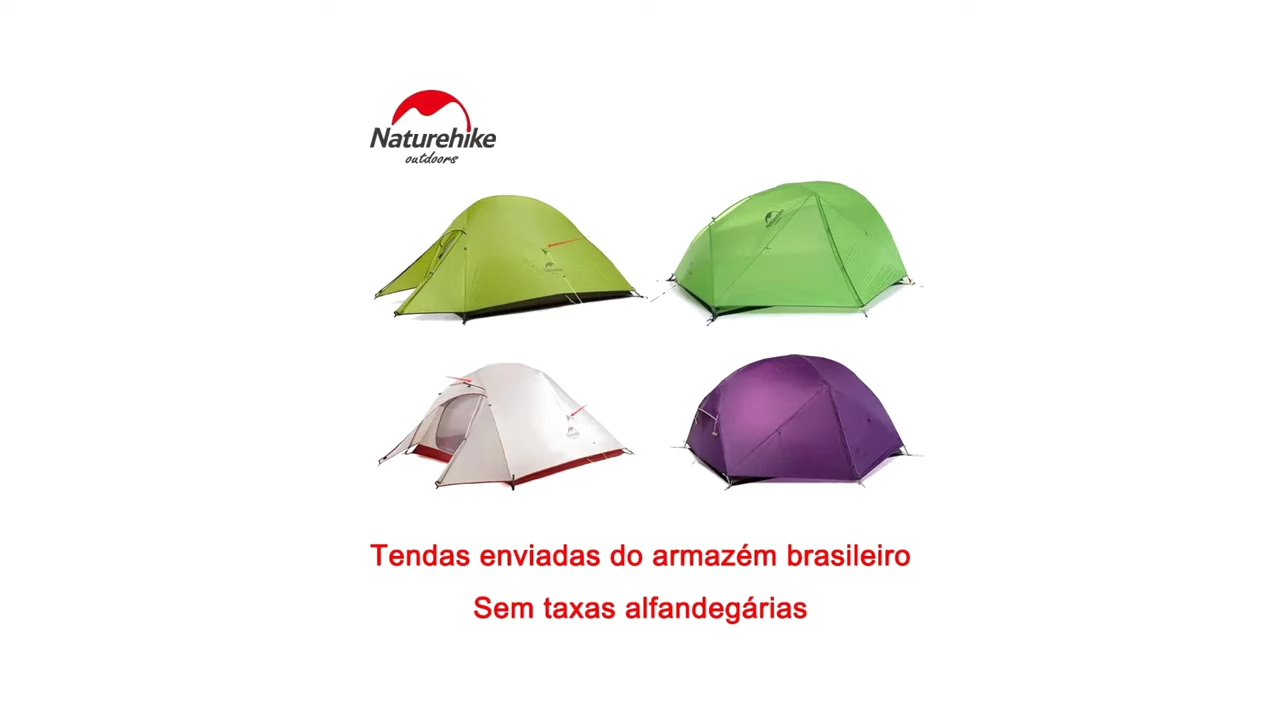 Naturehike
outdoors
Tendas enviadas do armazém brasileiro
Sem taxas alfandegárias